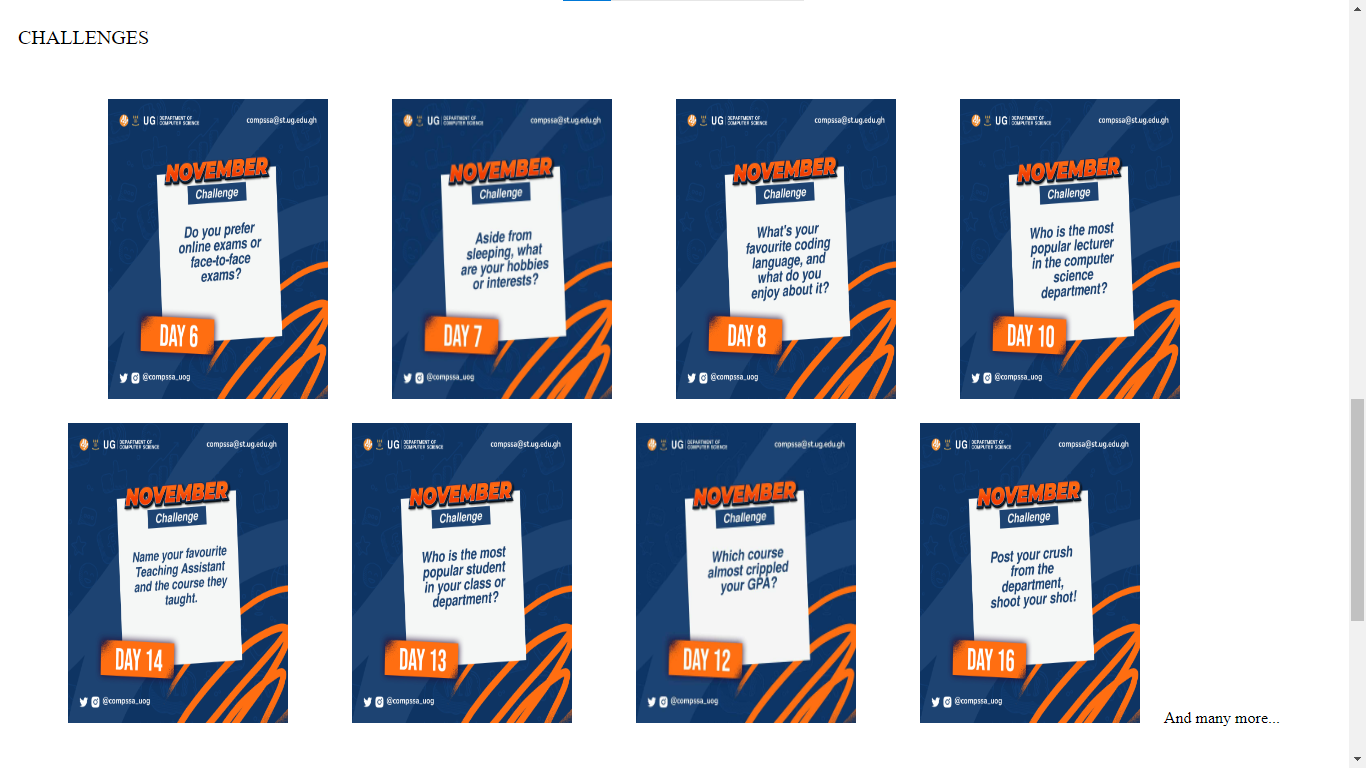 CHALLENGES
UG DEPARTMENT OF
COMPUTER SCIENCE
compssa@st.ug.edu.gh
NOVEMBER
Challenge
Do you prefer
online exams or
face-to-face
exams?
DAY 6
@compssa_uog
UG DEPARTMENT OF
COMPUTER SCIENCE
compssa@st.ug.edu.gh
NOVEMBER
Challenge
Aside from
sleeping, what
are your hobbies
or interests?
DAY 7
@compssa_uog
UG DEPARTMENT OF
COMPUTER SCIENCE
compssa@st.ug.edu.gh
NOVEMBER
Challenge
What's your
favourite coding
language, and
what do you
enjoy about it?
DAY 8
@compssa_uog
UG DEPARTMENT OF
COMPUTER SCIENCE
compssa@st.ug.edu.gh
NOVEMBER
Challenge
Who is the most
popular lecturer
in the computer
science
department?
DAY 10
@compssa_uog
UG DEPARTMENT OF
COMPUTER SCIENCE
compssa@st.ug.edu.gh
NOVEMBER
Challenge
Name your favourite
Teaching Assistant
and the course they
taught.
DAY 14
@compssa_uog
UG DEPARTMENT OF
COMPUTER SCIENCE
compssa@st.ug.edu.gh
NOVEMBER
Challenge
Who is the most
popular student
in your class or
department?
DAY 13
@compssa_uog
UG DEPARTMENT OF
COMPUTER SCIENCE
compssa@st.ug.edu.gh
NOVEMBER
Challenge
Which course
almost crippled
your GPA?
DAY 12
@compssa_uog
UG DEPARTMENT OF
COMPUTER SCIENCE
compssa@st.ug.edu.gh
NOVEMBER
Challenge
Post your crush
from the
department,
shoot your shot!
DAY 16
@compssa_uog
And many more...